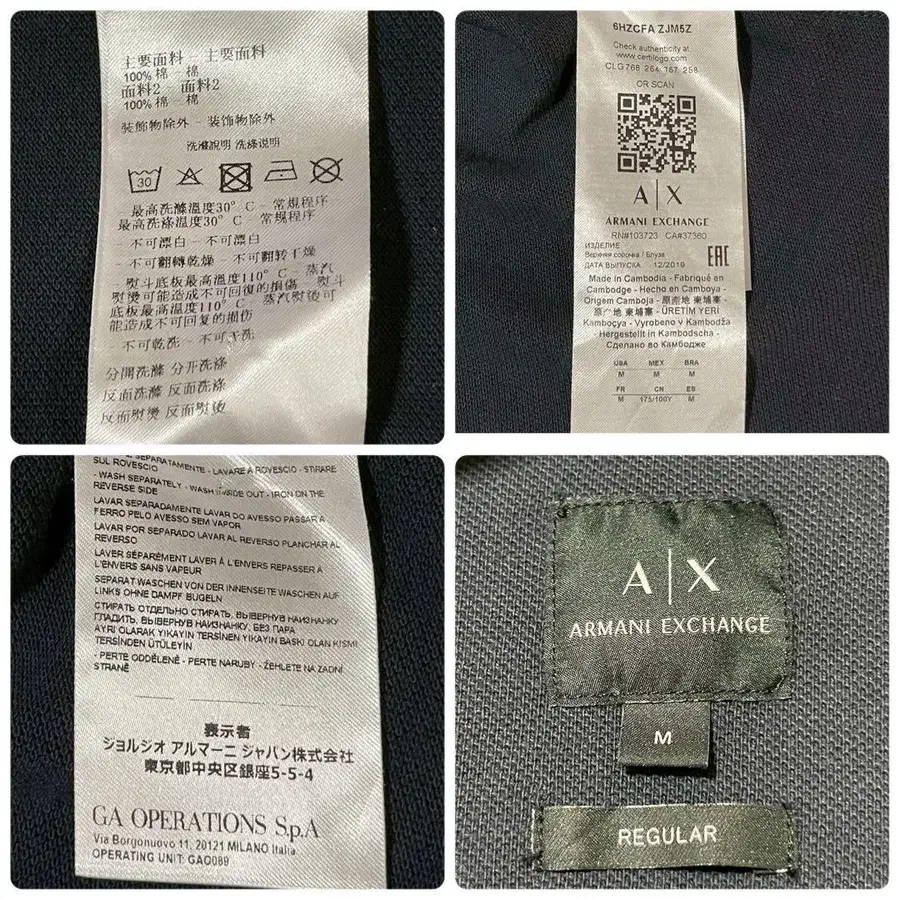 主要面料 - 主要面料
100% 棉 - 棉
面料2 - 面料2
100% 棉 - 棉
装飾物除外 - 装饰物除外
洗滌說明 洗涤说明
30
最高洗滌溫度30° C - 常規程序
最高洗涤温度30° C - 常规程序
- 不可漂白 - 不可漂白
- 不可翻轉乾燥 - 不可翻转干燥
- 熨斗底板最高溫度110° C - 蒸汽
熨燙可能造成不可回復的損傷 熨斗
底板最高温度110° C - 蒸汽熨烫可
能造成不可回复的损伤
- 不可乾洗 - 不可干洗
分開洗滌 分开洗涤
反面洗滌 反面洗涤
反面熨燙 反面熨烫
6HZCFA ZJM5Z
Check authenticity at
www.certilogo.com
CLG 768 254 787 258
OR SCAN
A|X
ARMANI EXCHANGE
RN#103723 CA#37360
ИЗДЕЛИЕ
Верхняя сорочка / Блуза
ДАТА ВЫПУСКА 12/2019
EAC
Made in Cambodia - Fabriqué en
Cambodge - Hecho en Camboya -
Origem Camboja - 原產地 柬埔寨 -
原产地 柬埔寨 - ÜRETİM YERİ
Kamboçya - Vyrobeno v Kambodža
- Hergestellt in Kambodscha -
Сделано во Камбодже
USA MEX BRA
M M M
FR CN ES
M 175/100Y M
SEPARATAMENTE - LAVARE A ROVESCIO - STIRARE
SUL ROVESCIO
- WASH SEPARATELY - WASH INSIDE OUT - IRON ON THE
REVERSE SIDE
LAVAR SEPARADAMENTE LAVAR DO AVESSO PASSAR A
FERRO PELO AVESSO SEM VAPOR
LAVAR POR SEPARADO LAVAR AL REVERSO PLANCHAR AL
REVERSO
LAVER SÉPARÉMENT LAVER À L'ENVERS REPASSER À
L'ENVERS SANS VAPEUR
SEPARAT WASCHEN VON DER INNENSEITE WASCHEN AUF
LINKS OHNE DAMPF BÜGELN
СТИРАТЬ ОТДЕЛЬНО СТИРАТЬ, ВЫВЕРНУВ НАИЗНАНКУ
ГЛАДИТЬ, ВЫВЕРНУВ НАИЗНАНКУ, БЕЗ ПАРА
AYRI OLARAK YIKAYIN TERSİNDEN YIKAYIN BASKI OLAN KISMI
TERSİNDEN ÜTÜLEYİN
- PERTE ODDĚLENĚ - PERTE NARUBY - ŽEHLETE NA ZADNÍ
STRANĚ
表示者
ジョルジオ アルマーニ ジャパン株式会社
東京都中央区銀座5-5-4
GA OPERATIONS S.p.A
Via Borgonuovo 11, 20121 MILANO Italia
OPERATING UNIT: GAO089
A|X
ARMANI EXCHANGE
M
REGULAR